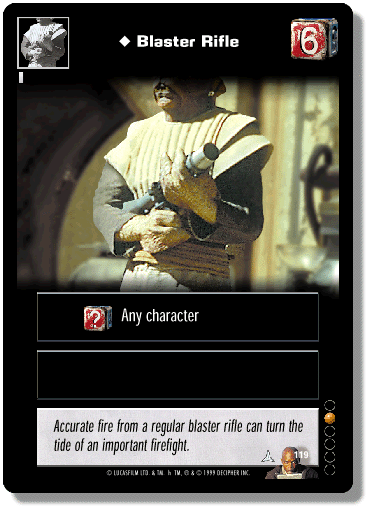 ◆ Blaster Rifle
6
? Any character
Accurate fire from a regular blaster rifle can turn the
tide of an important firefight.
119
© LUCASFILM LTD. & TM. ® TM, ® & © 1999 DECIPHER INC.